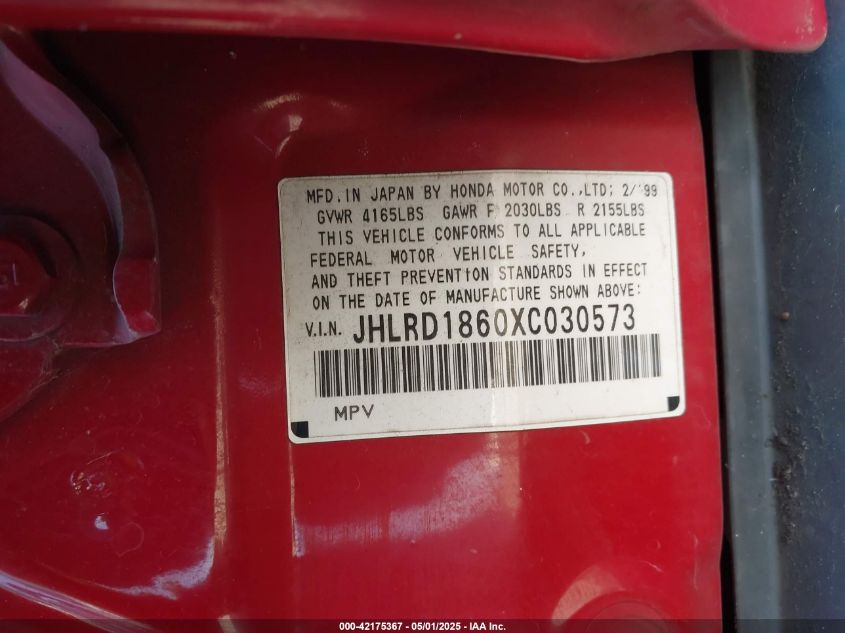 MFD.IN JAPAN BY HONDA MOTOR CO.,LTD; 2/'99
GVWR 4165LBS GAWR F 2030LBS R 2155LBS
THIS VEHICLE CONFORMS TO ALL APPLICABLE
FEDERAL MOTOR VEHICLE SAFETY,
AND THEFT PREVENTION STANDARDS IN EFFECT
ON THE DATE OF MANUFACTURE SHOWN ABOVE:
V.I.N. JHLRD1860XC030573
MPV
000-42175367 - 05/01/2025 - IAA Inc.